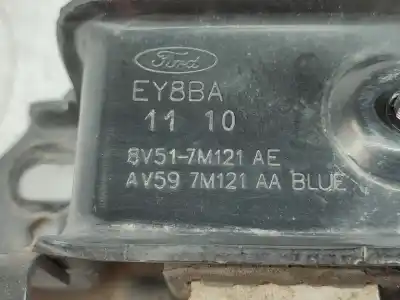 Ford
EY8BA
11 10
8V51-7M121 AE
AV59 7M121 AA BLUE